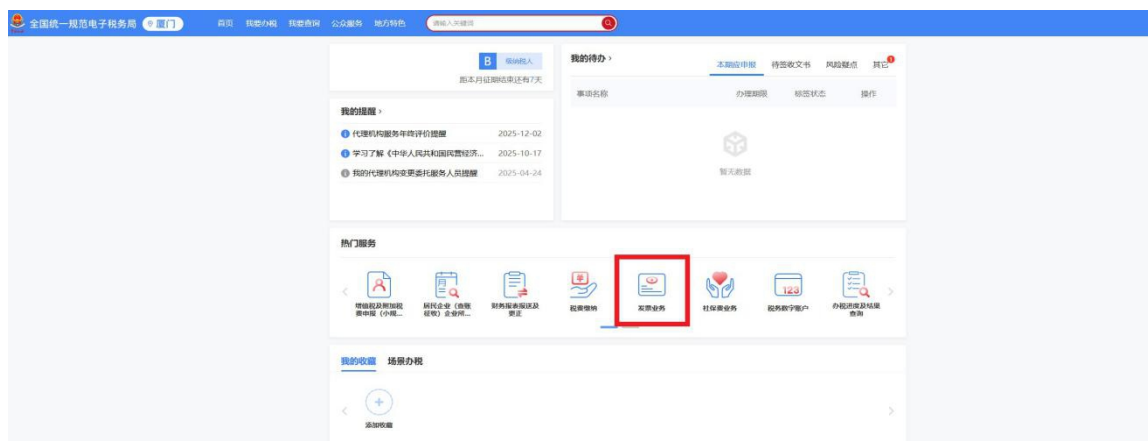 全国统一规范电子税务局 厦门 首页 我要办税 我要查询 公众服务 地方特色 请输入关键词
B 级纳税人
距本月征期结束还有7天
我的待办 ›
本期应申报 待签收文书 风险疑点 其它
事项名称 办理期限 标签状态 操作
暂无数据
我的提醒 ›
代理机构服务年终评价提醒 2025-12-02
学习了解《中华人民共和国民营经济... 2025-10-17
我的代理机构变更委托服务人员提醒 2025-04-24
热门服务
增值税及附加税费申报（小规...
居民企业（查账征收）企业所...
财务报表报送及更正
税费缴纳
发票业务
社保费业务
税务数字账户
办税进度及结果查询
我的收藏 场景办税
添加收藏